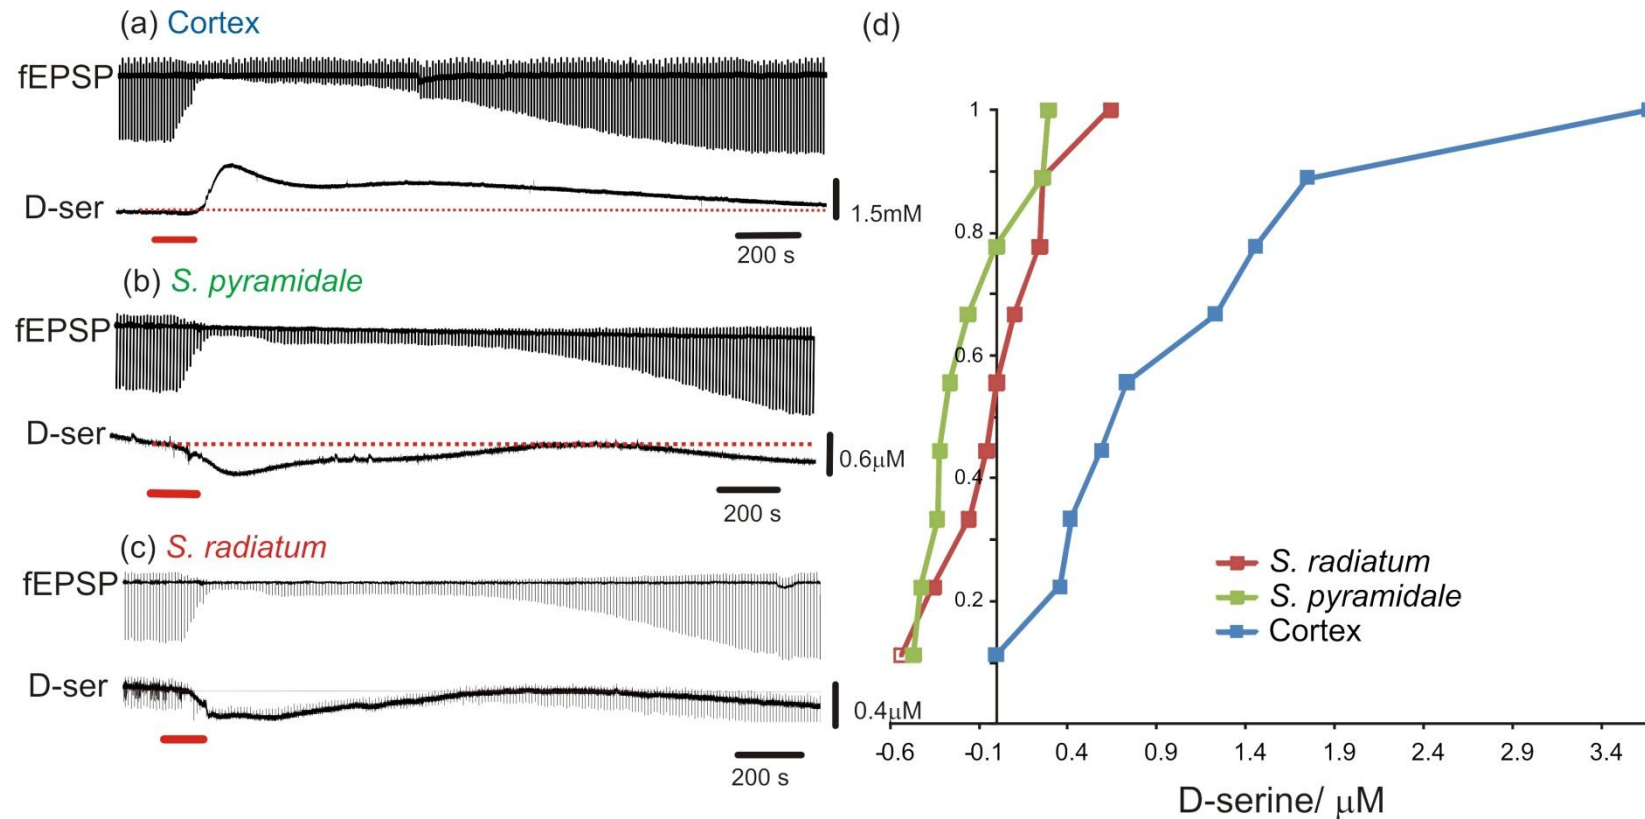 (a) Cortex
fEPSP
D-ser
1.5mM
200 s
(b) S. pyramidale
fEPSP
D-ser
0.6μM
200 s
(c) S. radiatum
fEPSP
D-ser
0.4μM
200 s
(d)
1
0.8
0.6
0.4
0.2
S. radiatum
S. pyramidale
Cortex
-0.6 -0.1 0.4 0.9 1.4 1.9 2.4 2.9 3.4
D-serine/ μM